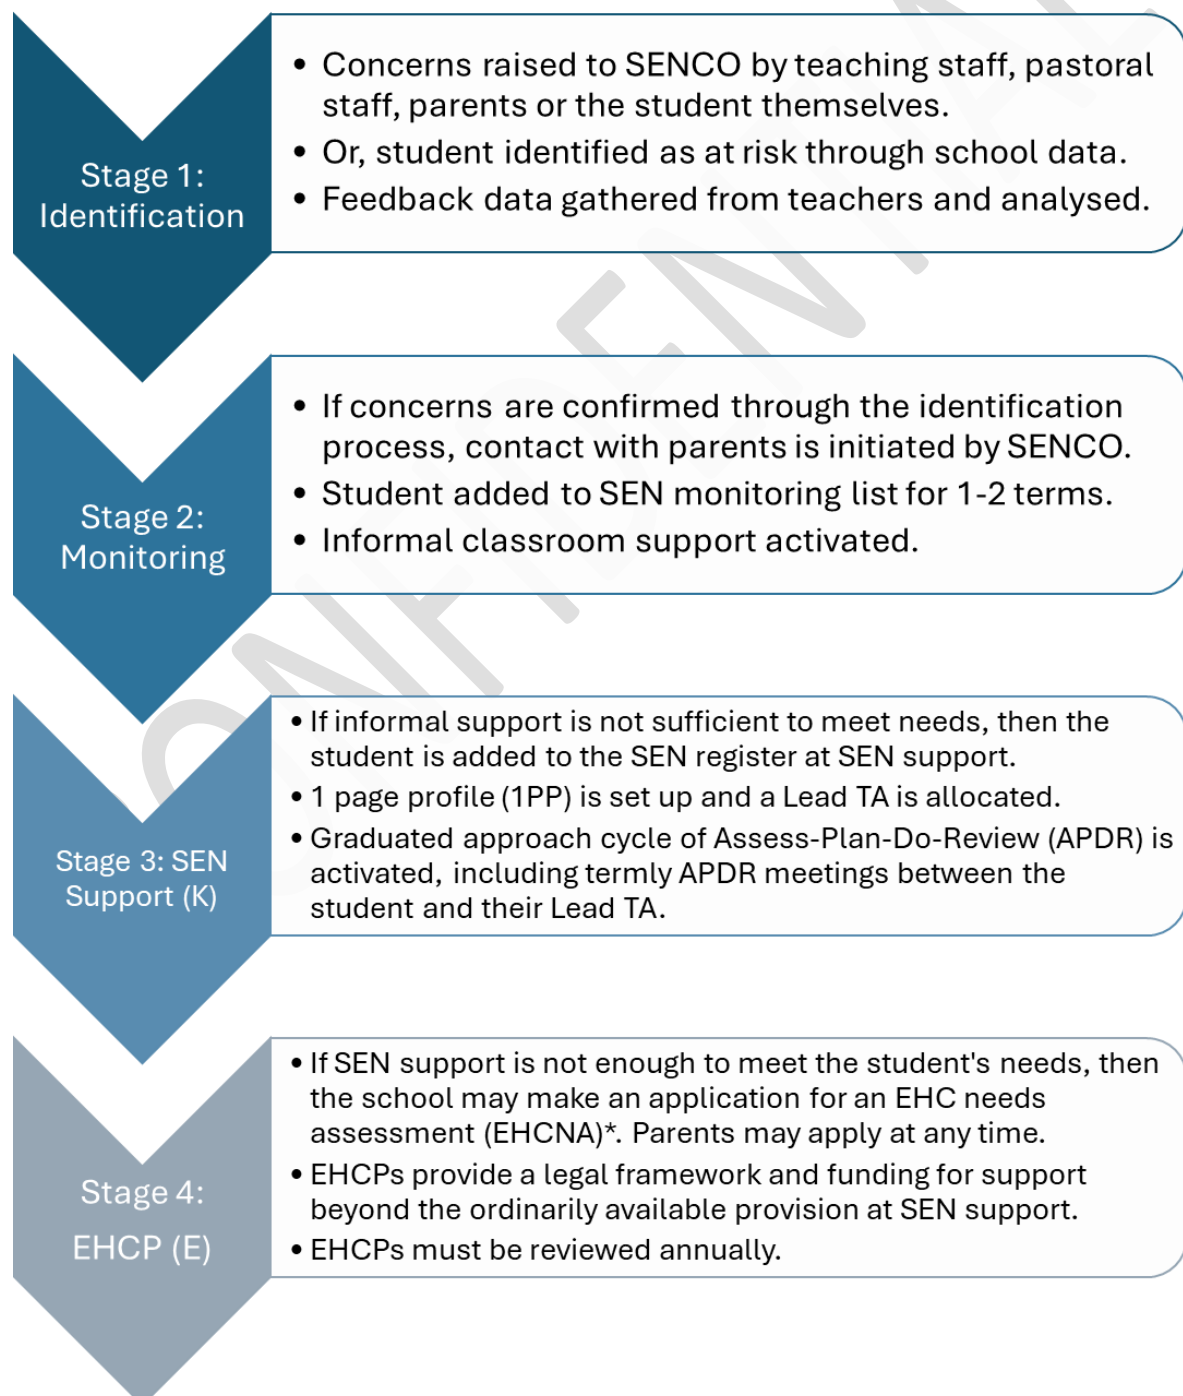 Stage 1:
Identification
• Concerns raised to SENCO by teaching staff, pastoral
staff, parents or the student themselves.
• Or, student identified as at risk through school data.
• Feedback data gathered from teachers and analysed.
Stage 2:
Monitoring
• If concerns are confirmed through the identification
process, contact with parents is initiated by SENCO.
• Student added to SEN monitoring list for 1-2 terms.
• Informal classroom support activated.
Stage 3: SEN
Support (K)
• If informal support is not sufficient to meet needs, then the
student is added to the SEN register at SEN support.
• 1 page profile (1PP) is set up and a Lead TA is allocated.
• Graduated approach cycle of Assess-Plan-Do-Review (APDR) is
activated, including termly APDR meetings between the
student and their Lead TA.
Stage 4:
EHCP (E)
• If SEN support is not enough to meet the student's needs, then
the school may make an application for an EHC needs
assessment (EHCNA)*. Parents may apply at any time.
• EHCPs provide a legal framework and funding for support
beyond the ordinarily available provision at SEN support.
• EHCPs must be reviewed annually.
CONFIDENTIAL